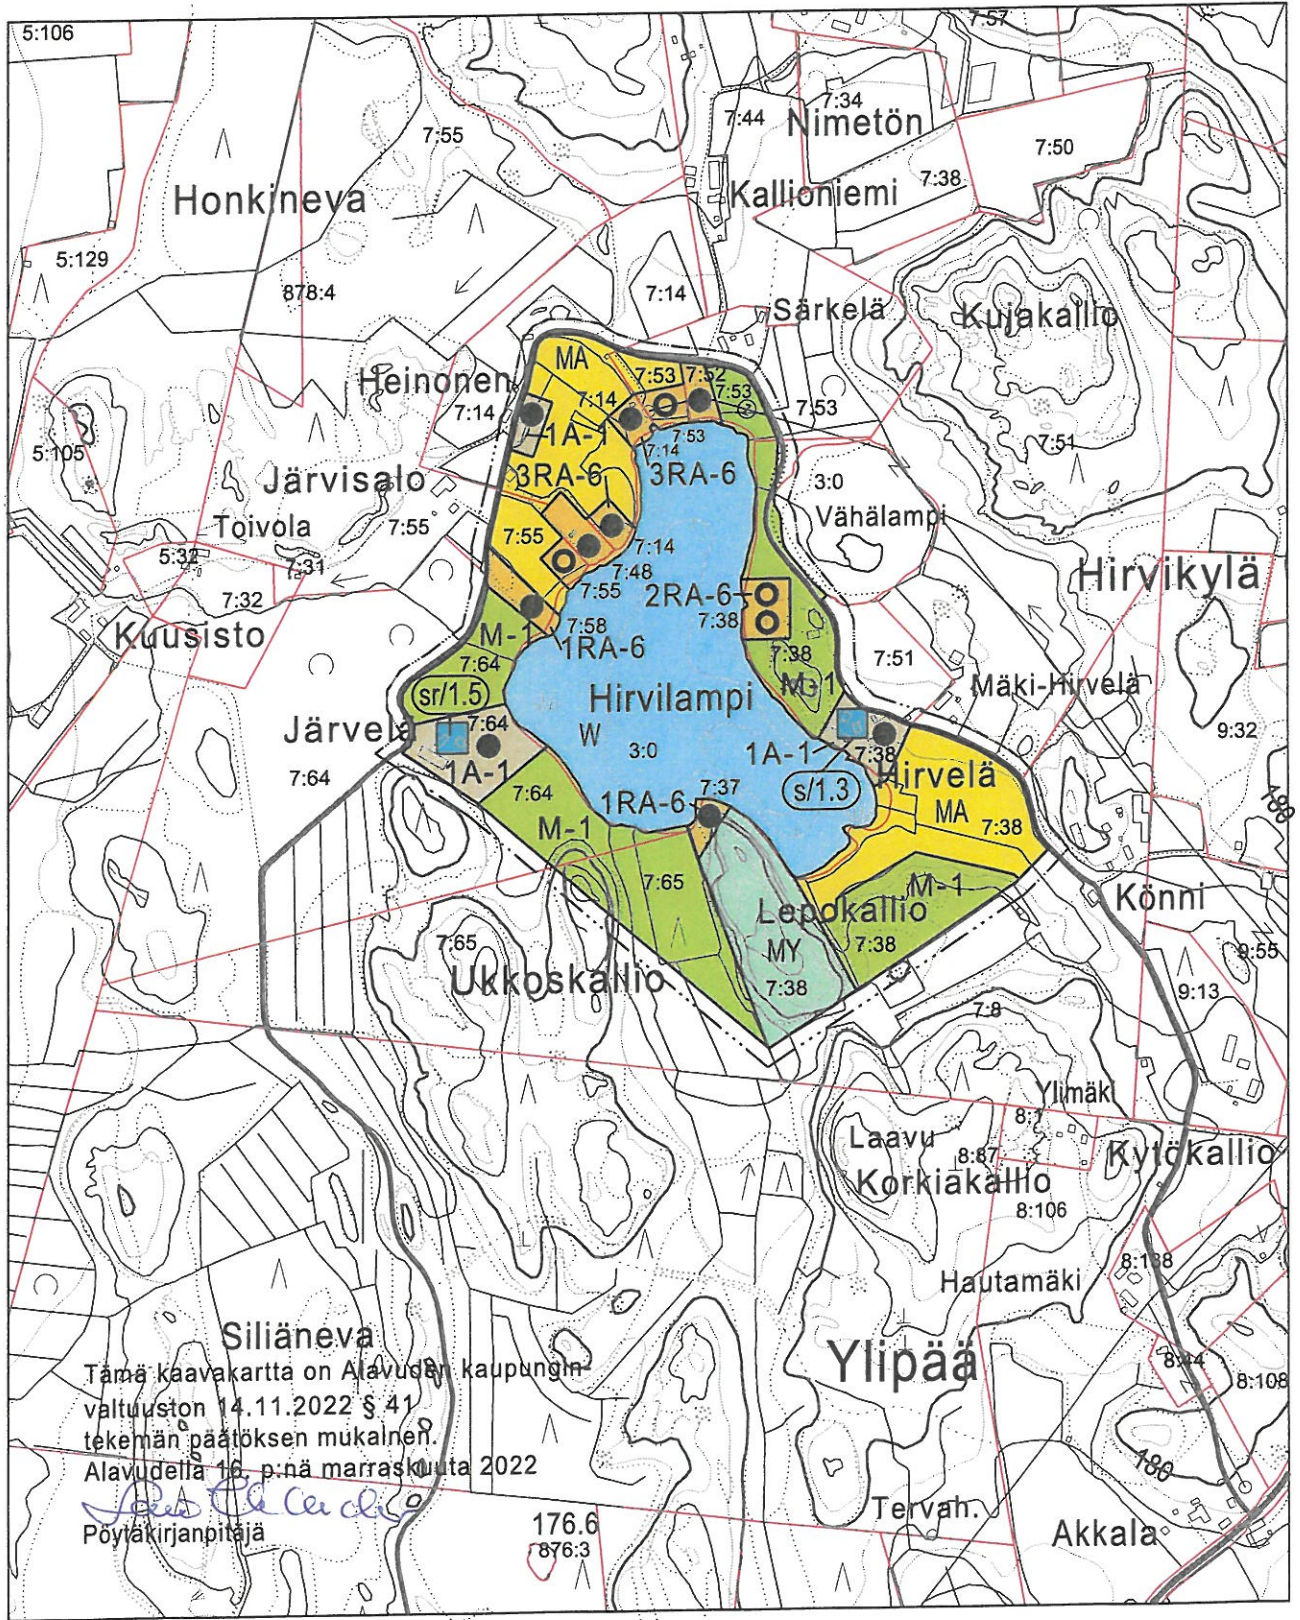 5:106
7:57
7:34
7:44
Nimetön
7:55
7:50
7:38
Honkineva
Kallioniemi
5:129
878:4
7:14
Särkelä
Kujakallio
MA
7:53
7:52
Heinonen
7:14
7:14
7:53
7:53
7:51
1A-1
7:53
7:14
5:105
3RA-6
3RA-6
3:0
Järvisalo
Vähälampi
Toivola
7:55
7:55
5:32
7:31
7:14
7:48
Hirvikylä
7:32
7:55
2RA-6
7:38
Kuusisto
M-1
7:58
1RA-6
7:38
7:51
7:64
M-1
Mäki-Hirvelä
sr/1.5
Hirvilampi
9:32
Järvelä
7:64
W
3:0
1A-1
7:38
7:64
1A-1
7:64
s/1.3
Hirvelä
180
1RA-6
7:37
MA
7:38
M-1
7:65
M-1
Könni
Lepokallio
7:65
MY
7:38
9:55
Ukkoskallio
7:38
9:13
7:8
Ylimäki
8:1
Laavu
8:87
Kytökallio
Korkiakallio
8:106
8:138
Hautamäki
Siliäneva
Ylipää
Tämä kaavakartta on Alavuden kaupungin-
8:44
8:108
valtuuston 14.11.2022 § 41
tekemän päätöksen mukainen.
Alavudella 16. p:nä marraskuuta 2022
180
Tervah.
Pöytäkirjanpitäjä
176.6
876:3
Akkala